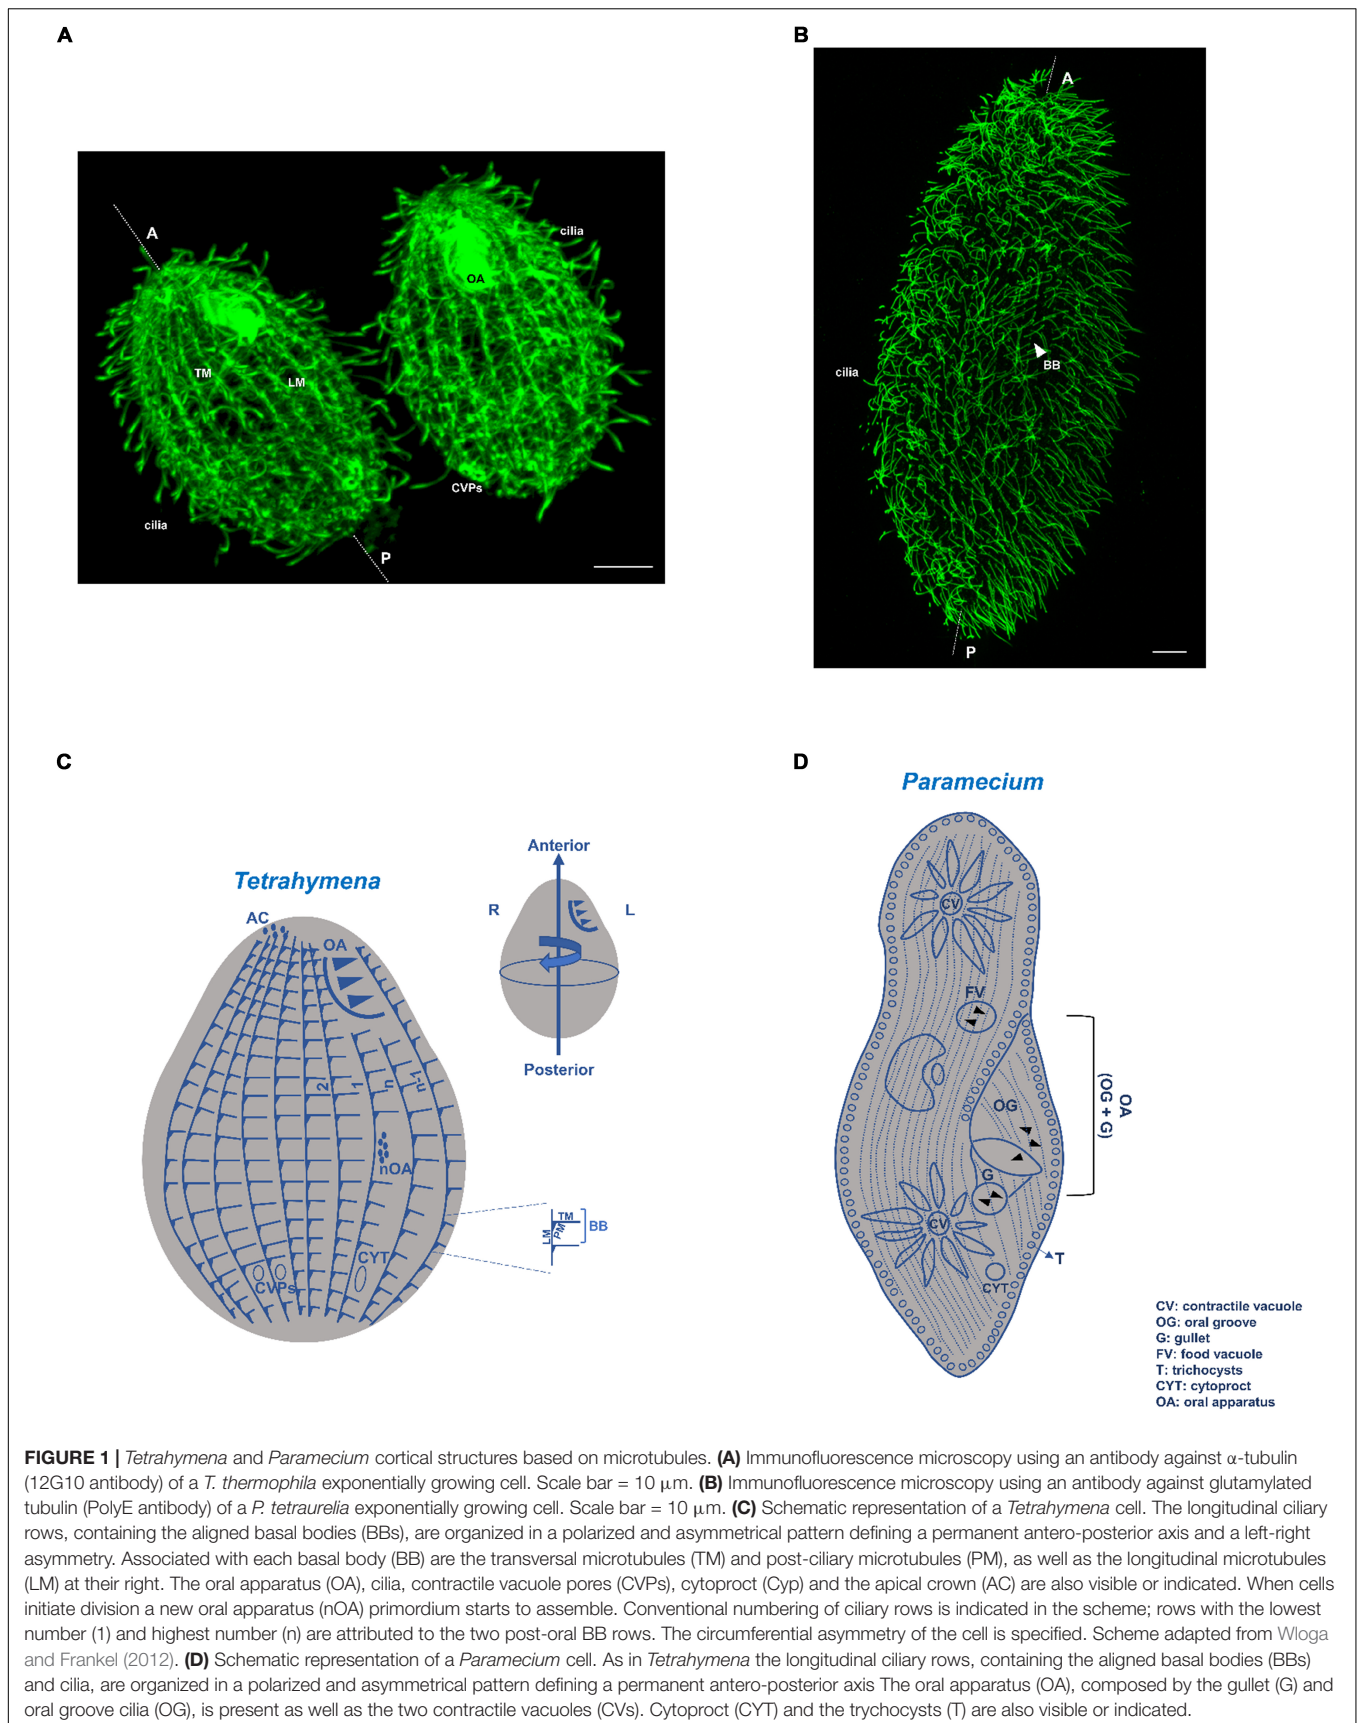 A
B
A
cilia
OA
TM
LM
CVPs
cilia
P
A
cilia
BB
P
C
D
Tetrahymena
AC
OA
2
1
n
n-1
nOA
CYT
CVPs
Anterior
R
L
Posterior
TM
LM
PM
BB
Paramecium
CV
FV
OG
OA
(OG + G)
G
CV
T
CYT
CV: contractile vacuole
OG: oral groove
G: gullet
FV: food vacuole
T: trichocysts
CYT: cytoproct
OA: oral apparatus
FIGURE 1 | Tetrahymena and Paramecium cortical structures based on microtubules. (A) Immunofluorescence microscopy using an antibody against α-tubulin
(12G10 antibody) of a T. thermophila exponentially growing cell. Scale bar = 10 μm. (B) Immunofluorescence microscopy using an antibody against glutamylated
tubulin (PolyE antibody) of a P. tetraurelia exponentially growing cell. Scale bar = 10 μm. (C) Schematic representation of a Tetrahymena cell. The longitudinal ciliary
rows, containing the aligned basal bodies (BBs), are organized in a polarized and asymmetrical pattern defining a permanent antero-posterior axis and a left-right
asymmetry. Associated with each basal body (BB) are the transversal microtubules (TM) and post-ciliary microtubules (PM), as well as the longitudinal microtubules
(LM) at their right. The oral apparatus (OA), cilia, contractile vacuole pores (CVPs), cytoproct (Cyp) and the apical crown (AC) are also visible or indicated. When cells
initiate division a new oral apparatus (nOA) primordium starts to assemble. Conventional numbering of ciliary rows is indicated in the scheme; rows with the lowest
number (1) and highest number (n) are attributed to the two post-oral BB rows. The circumferential asymmetry of the cell is specified. Scheme adapted from Wloga
and Frankel (2012). (D) Schematic representation of a Paramecium cell. As in Tetrahymena the longitudinal ciliary rows, containing the aligned basal bodies (BBs)
and cilia, are organized in a polarized and asymmetrical pattern defining a permanent antero-posterior axis The oral apparatus (OA), composed by the gullet (G) and
oral groove cilia (OG), is present as well as the two contractile vacuoles (CVs). Cytoproct (CYT) and the trychocysts (T) are also visible or indicated.